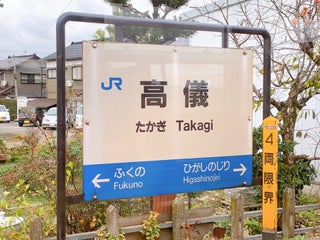 JR
高儀
たかぎ Takagi
ふくの
Fukuno
ひがしのじり
Higashinojiri
4両限界